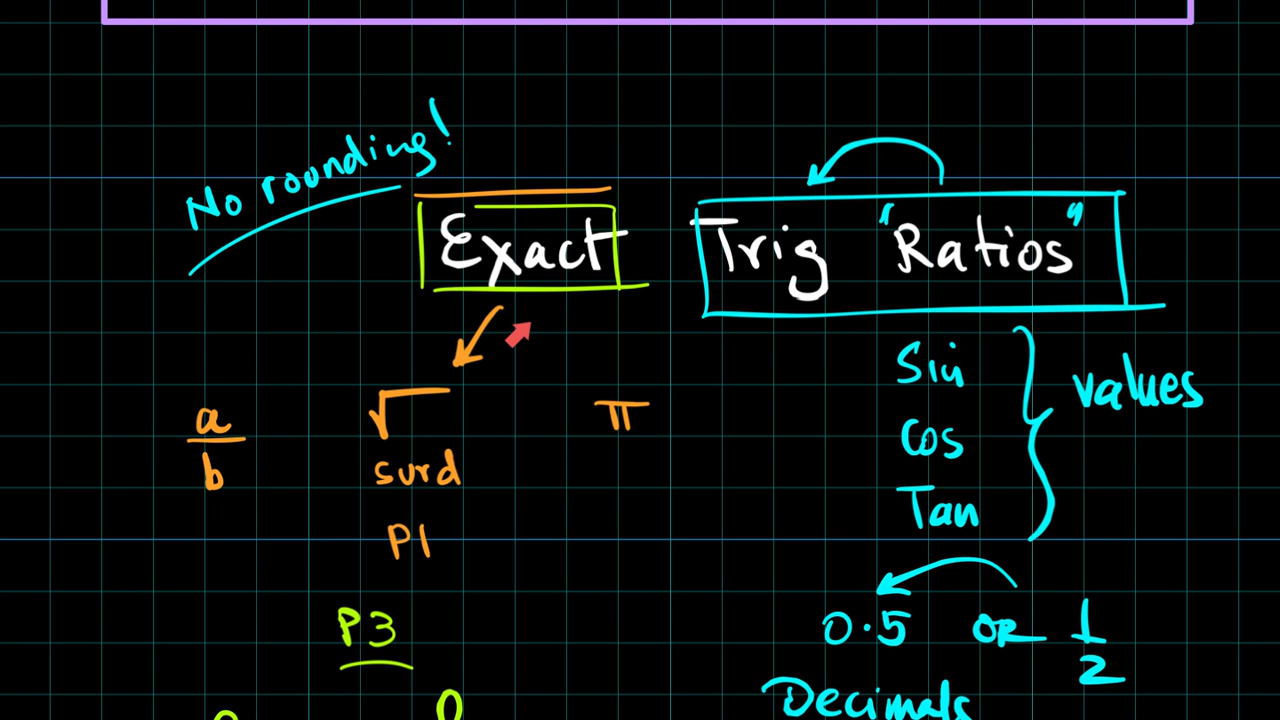 No rounding!
Exact Trig "Ratios"
Sin
Cos
Tan
values
a/b
√
π
surd
P1
P3
0.5 OR 1/2
Decimals